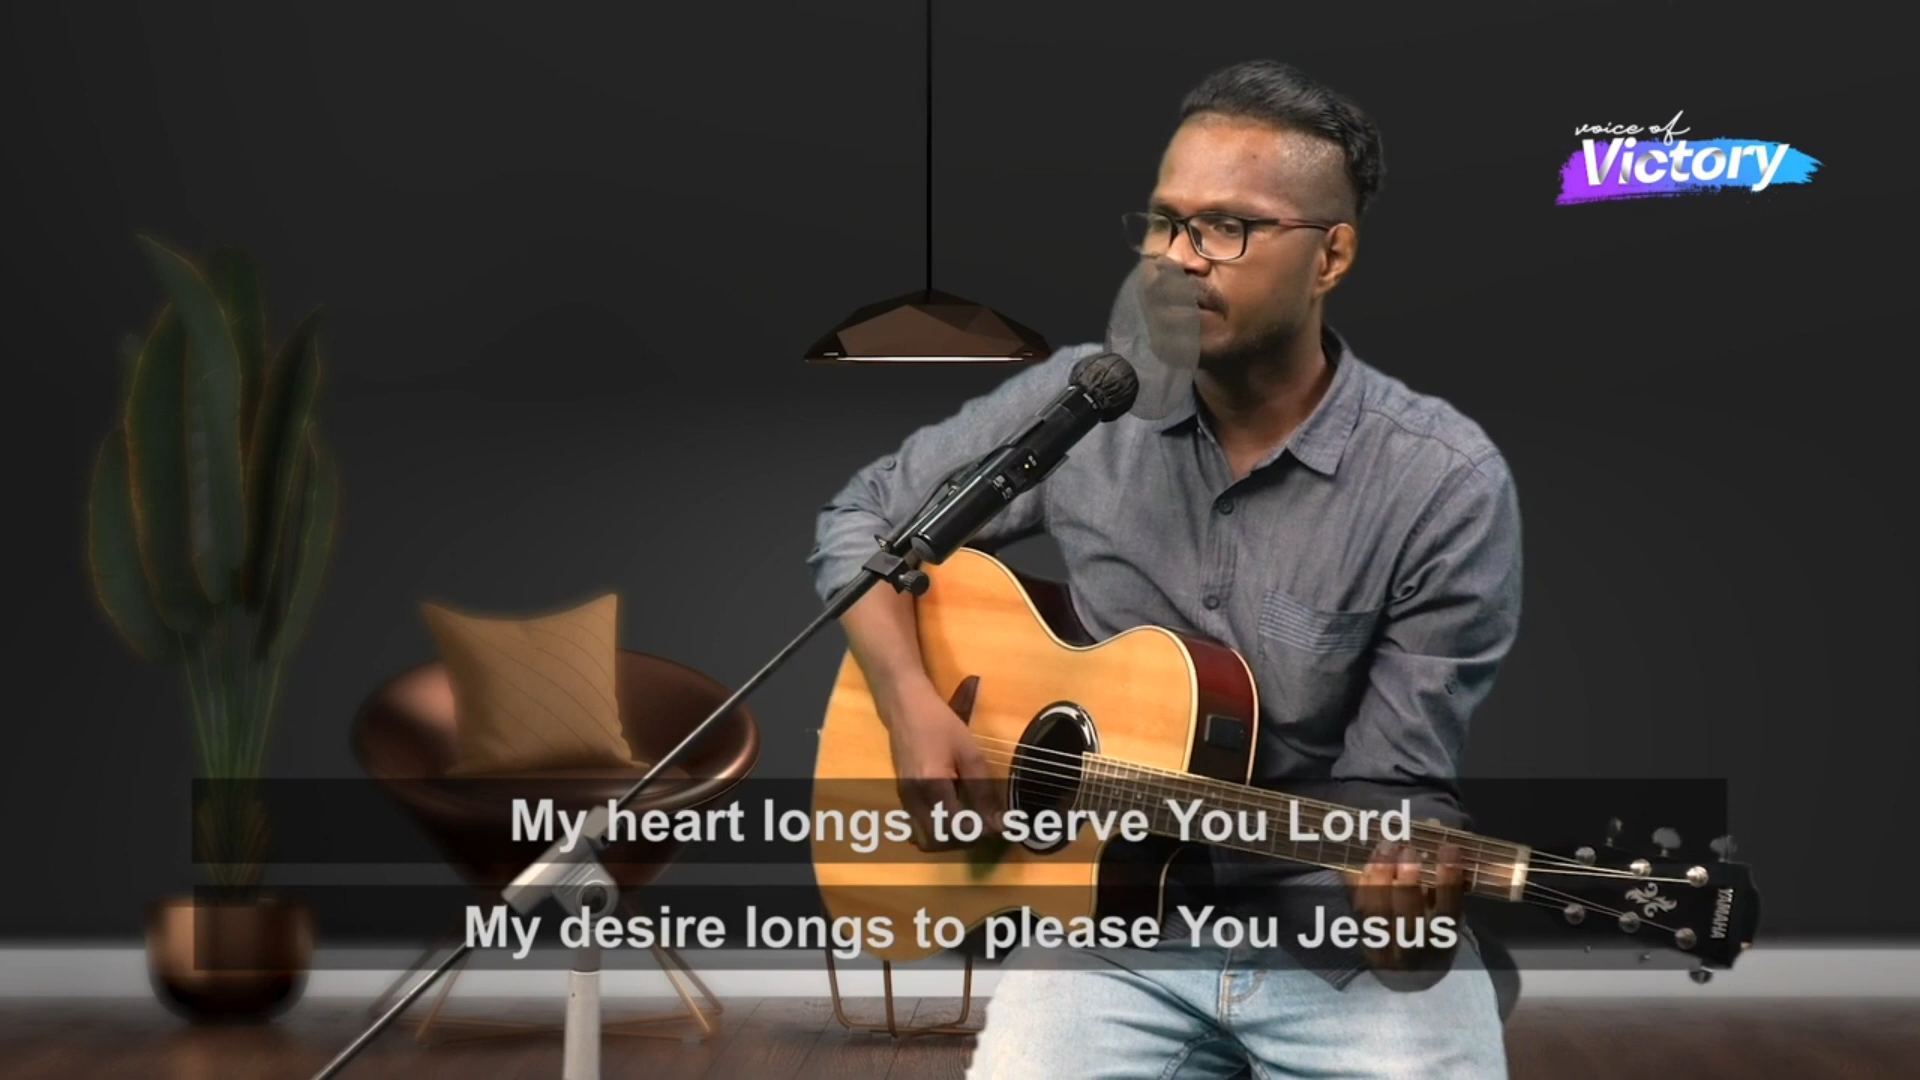 voice of
Victory
My heart longs to serve You Lord
My desire longs to please You Jesus
YAMAHA